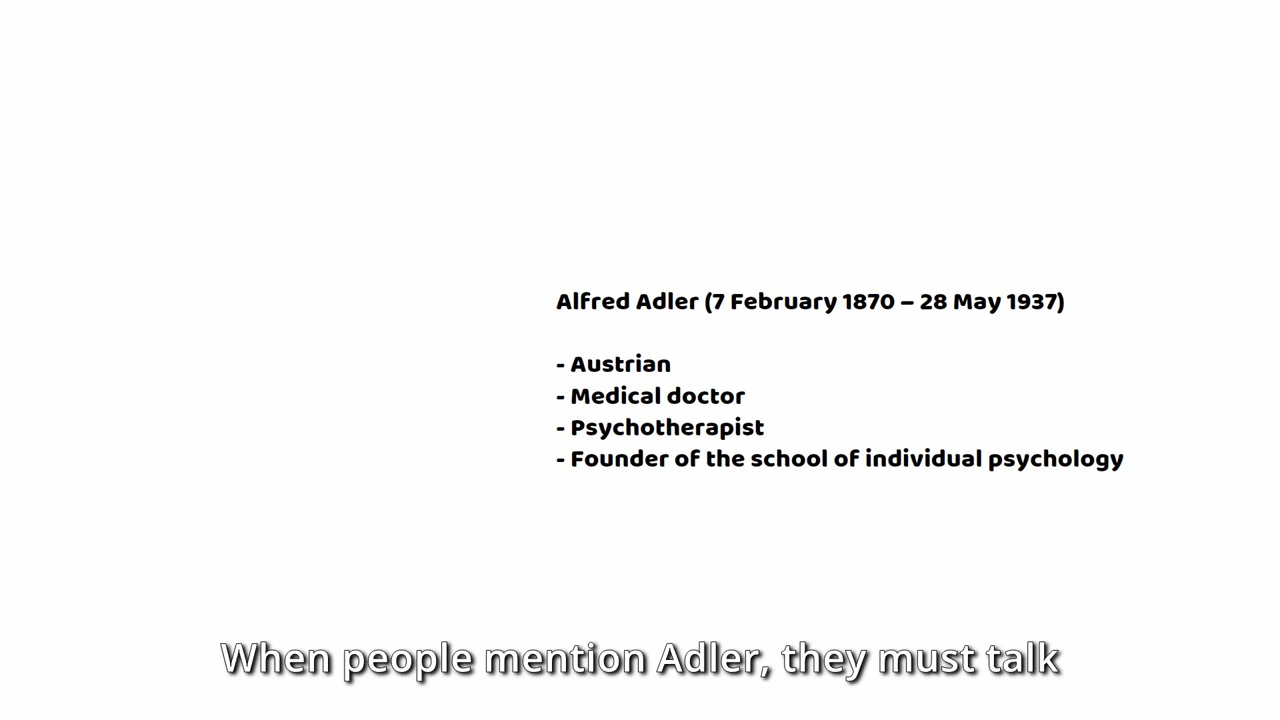 Alfred Adler (7 February 1870 – 28 May 1937)
- Austrian
- Medical doctor
- Psychotherapist
- Founder of the school of individual psychology
When people mention Adler, they must talk